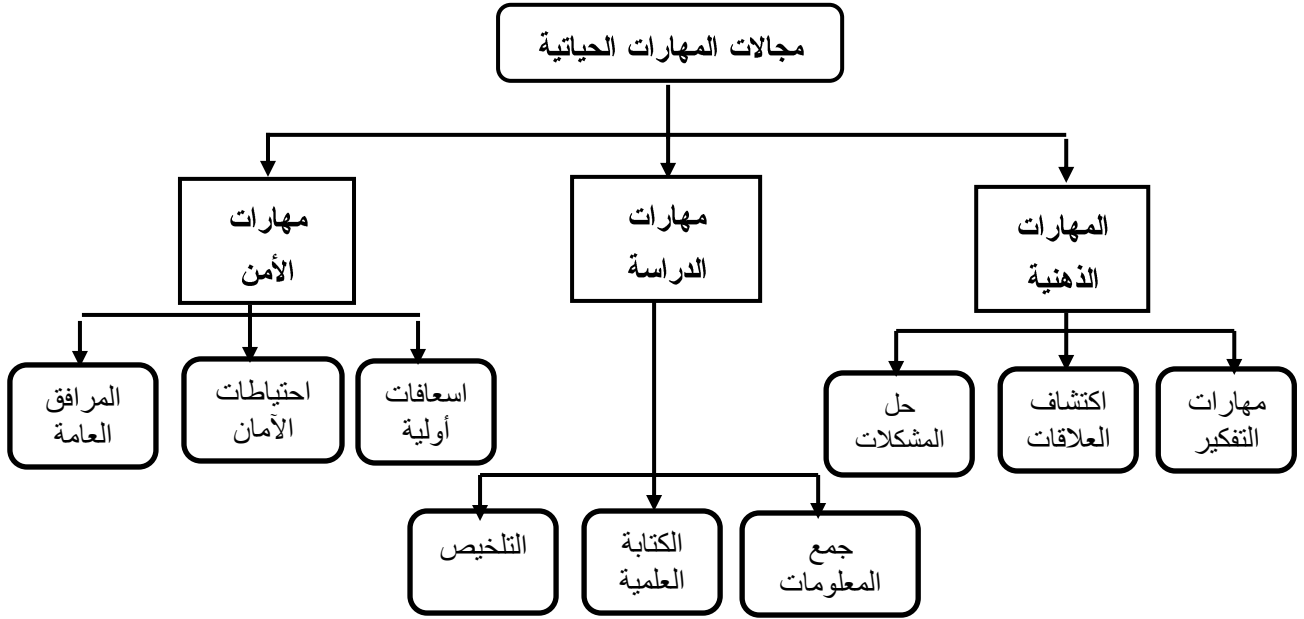 مجالات المهارات الحياتية
المهارات
الذهنية
مهارات
الدراسة
مهارات
الأمن
مهارات
التفكير
اكتشاف
العلاقات
حل
المشكلات
اسعافات
أولية
احتياطات
الآمان
المرافق
العامة
جمع
المعلومات
الكتابة
العلمية
التلخيص